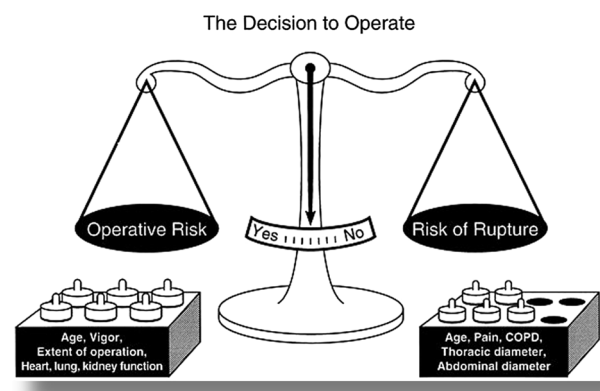 The Decision to Operate
Operative Risk
Yes
No
Risk of Rupture
Age, Vigor,
Extent of operation,
Heart, lung, kidney function
Age, Pain, COPD,
Thoracic diameter,
Abdominal diameter